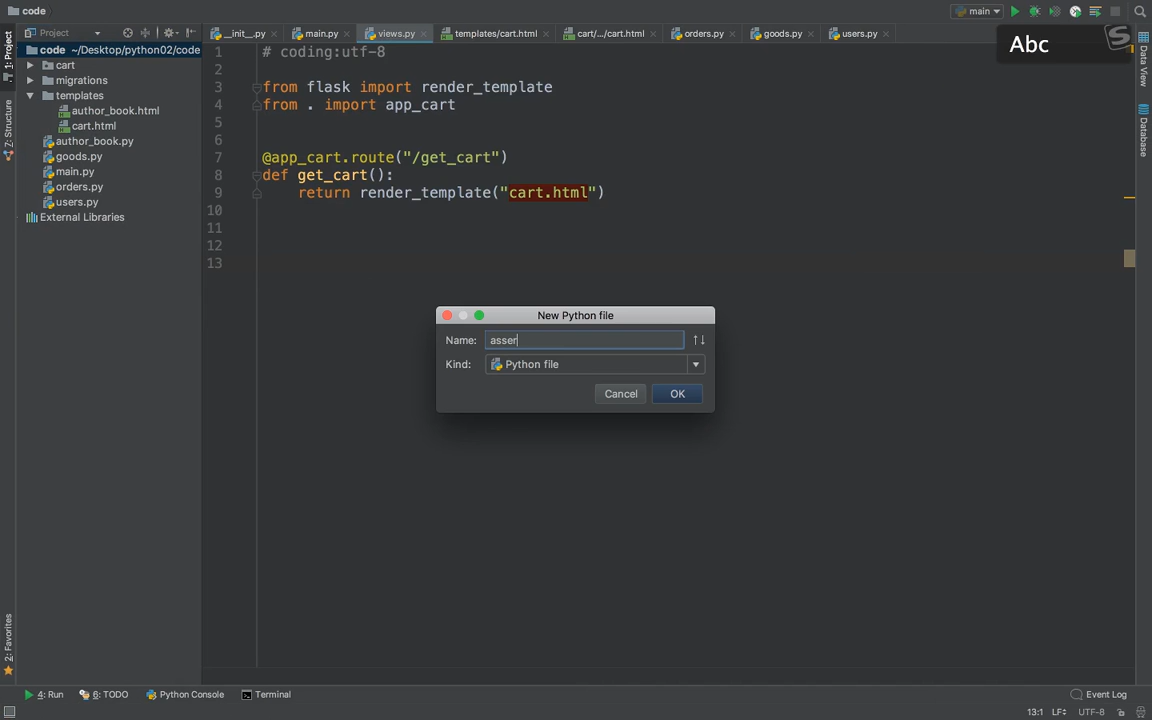 code
main
Abc
Project
__init__.py
main.py
views.py
templates/cart.html
cart/.../cart.html
orders.py
goods.py
users.py
code ~/Desktop/python02/code
cart
migrations
templates
author_book.html
cart.html
author_book.py
goods.py
main.py
orders.py
users.py
External Libraries
1: Project
7: Structure
2: Favorites
1 # coding:utf-8
2
3 from flask import render_template
4 from . import app_cart
5
6
7 @app_cart.route("/get_cart")
8 def get_cart():
9 return render_template("cart.html")
10
11
12
13
New Python file
Name: asser
Kind: Python file
Cancel OK
Data View
Database
4: Run
6: TODO
Python Console
Terminal
Event Log
13:1 LF UTF-8